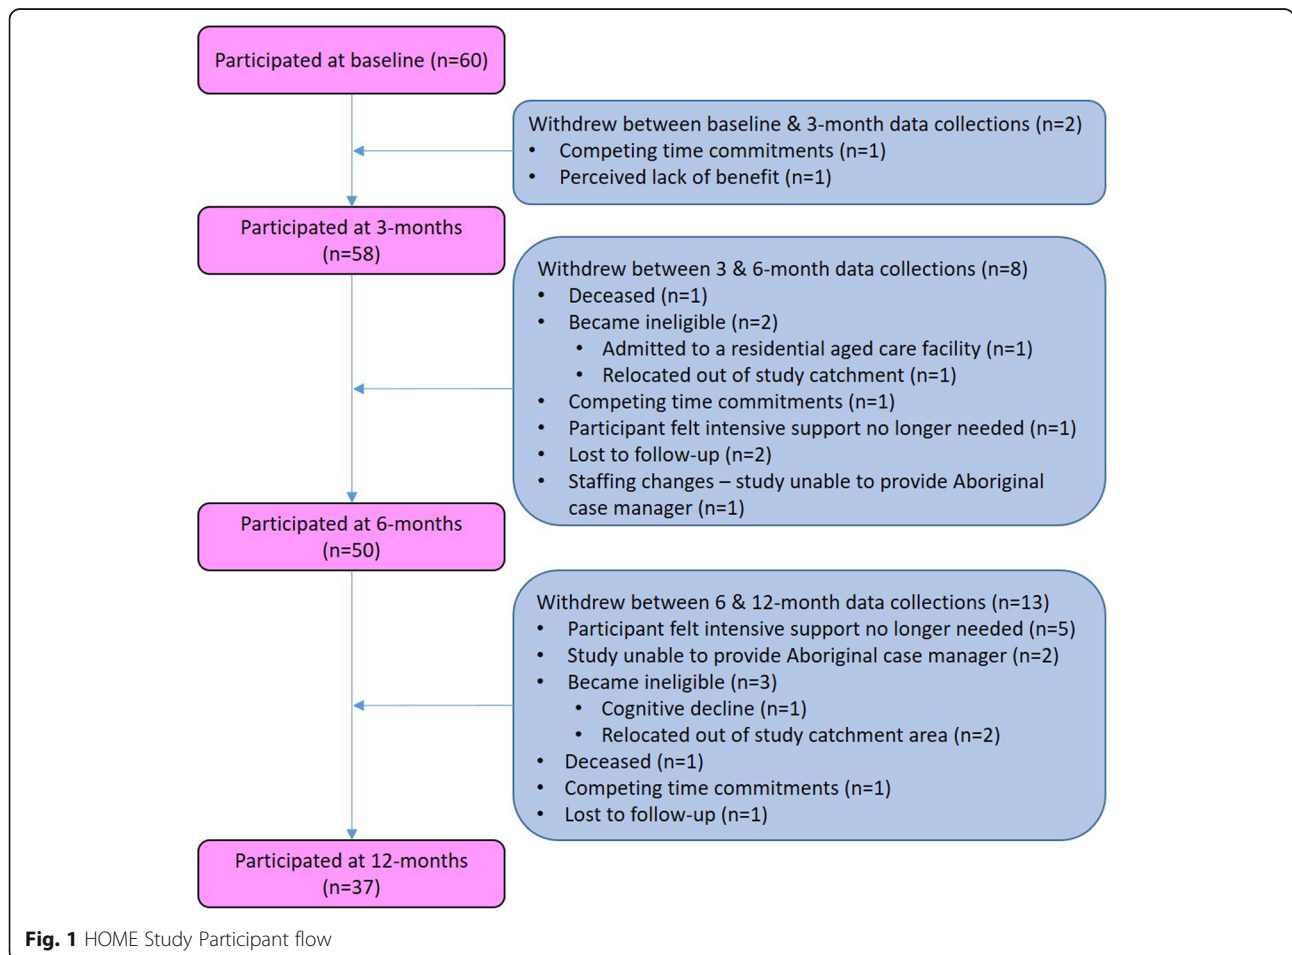 Participated at baseline (n=60)
Withdrew between baseline & 3-month data collections (n=2)
• Competing time commitments (n=1)
• Perceived lack of benefit (n=1)
Participated at 3-months
(n=58)
Withdrew between 3 & 6-month data collections (n=8)
• Deceased (n=1)
• Became ineligible (n=2)
• Admitted to a residential aged care facility (n=1)
• Relocated out of study catchment (n=1)
• Competing time commitments (n=1)
• Participant felt intensive support no longer needed (n=1)
• Lost to follow-up (n=2)
• Staffing changes – study unable to provide Aboriginal
case manager (n=1)
Participated at 6-months
(n=50)
Withdrew between 6 & 12-month data collections (n=13)
• Participant felt intensive support no longer needed (n=5)
• Study unable to provide Aboriginal case manager (n=2)
• Became ineligible (n=3)
• Cognitive decline (n=1)
• Relocated out of study catchment area (n=2)
• Deceased (n=1)
• Competing time commitments (n=1)
• Lost to follow-up (n=1)
Participated at 12-months
(n=37)
Fig. 1 HOME Study Participant flow